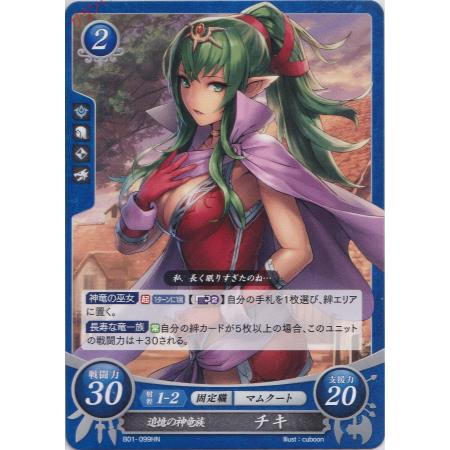 2
私、長く眠りすぎたのね…
神竜の巫女 起 1ターンに1回 【 2】自分の手札を1枚選び、絆エリア
に置く。
長寿な竜一族 常 自分の絆カードが5枚以上の場合、このユニット
の戦闘力は+30される。
戦闘力
30
射程 1-2 固定職 マムクート
支援力
20
追憶の神竜族 チキ
B01-099HN
Illust : cuboon